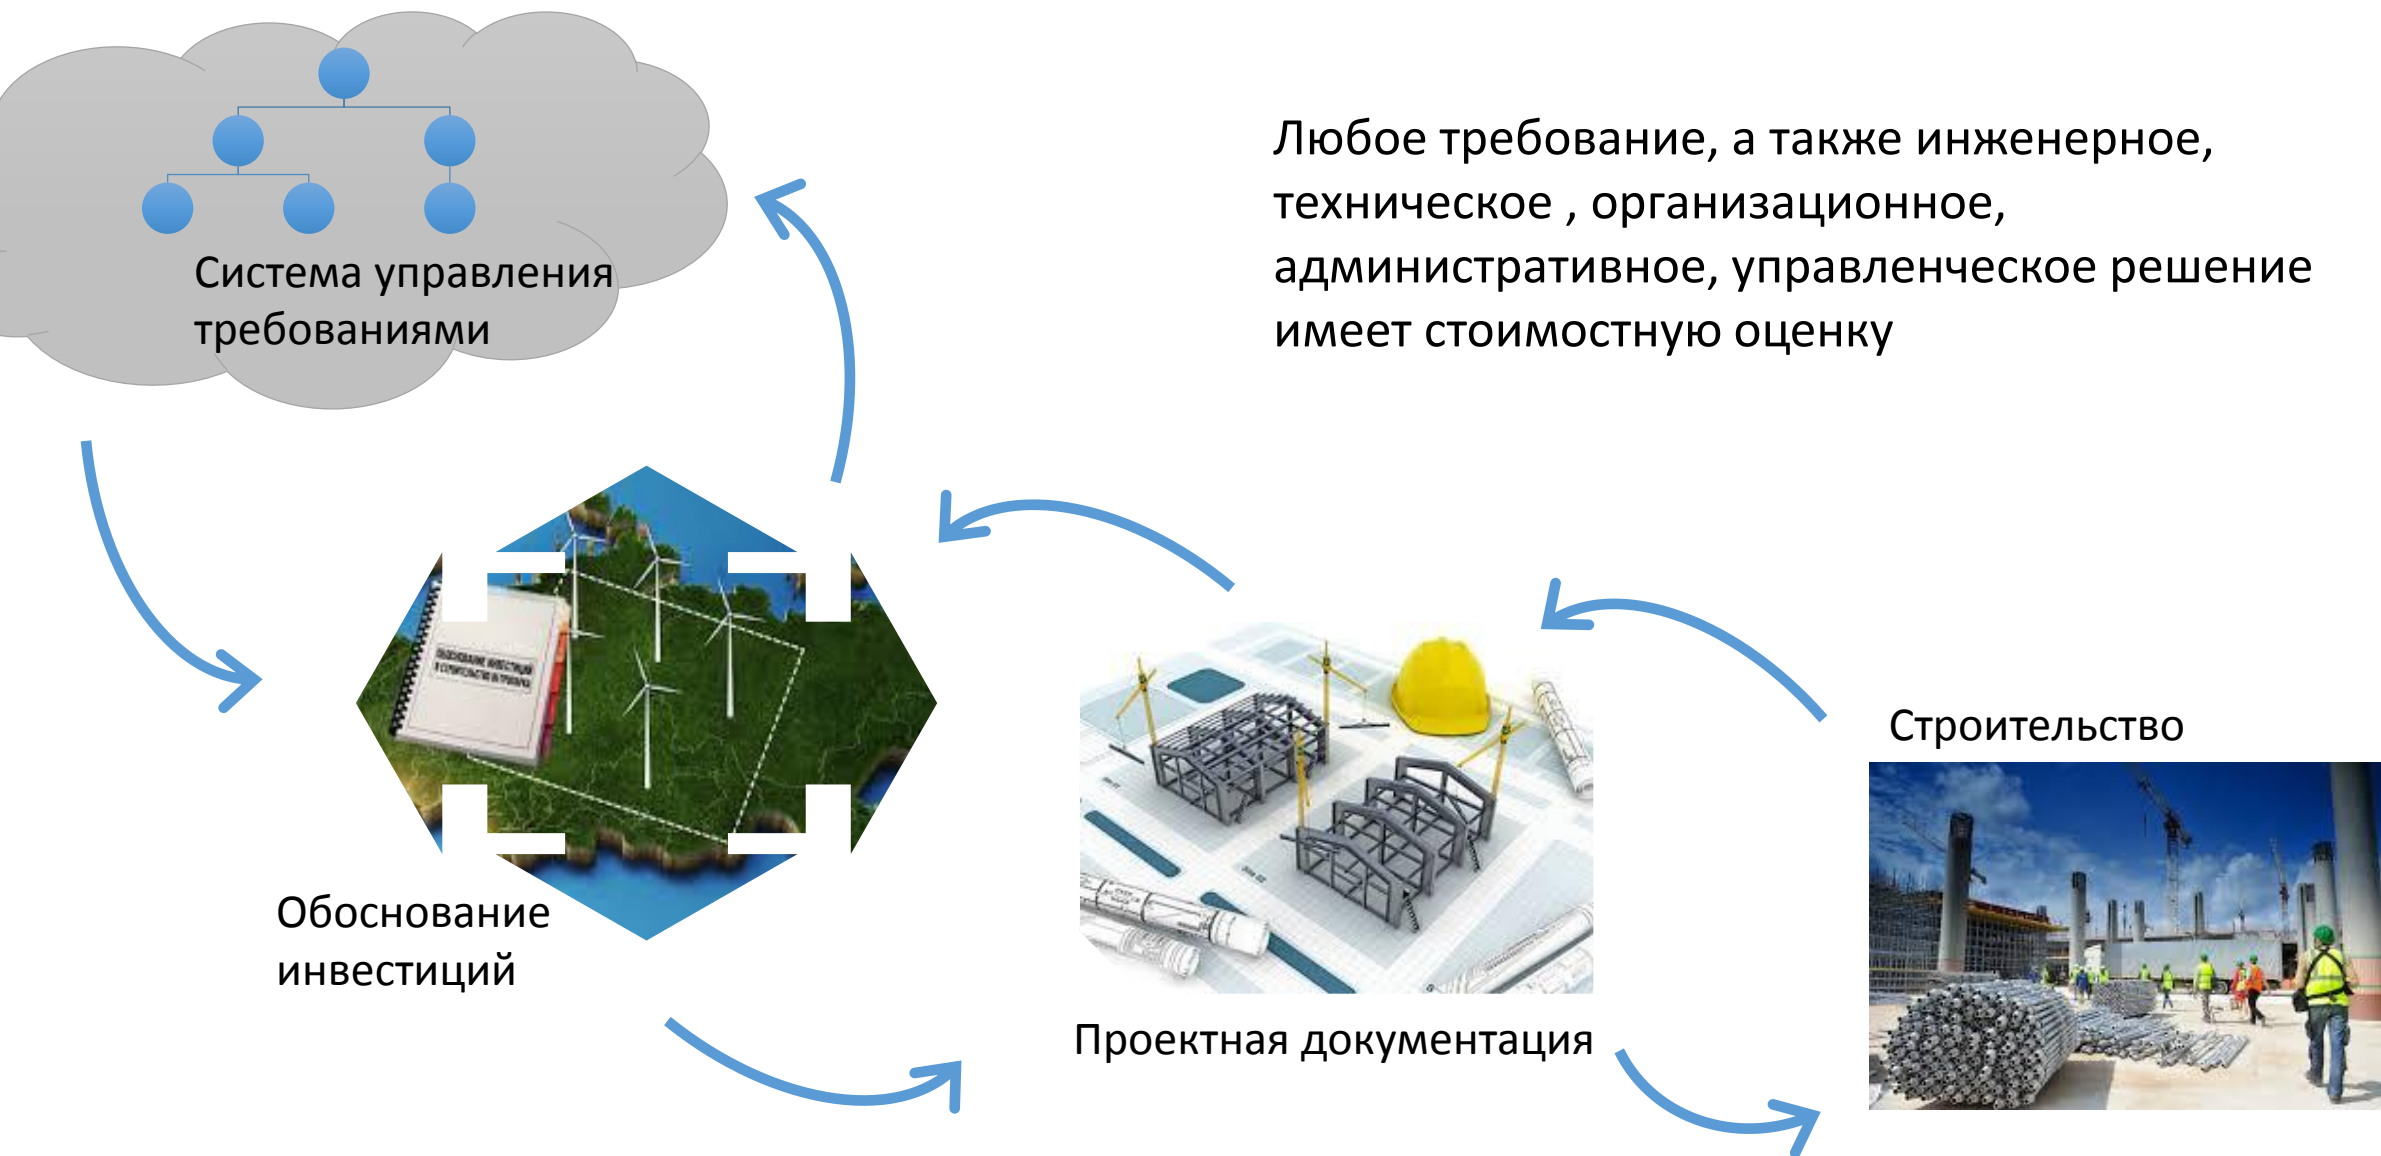 Система управления
требованиями
Любое требование, а также инженерное,
техническое , организационное,
административное, управленческое решение
имеет стоимостную оценку
Обоснование
инвестиций
Проектная документация
Строительство